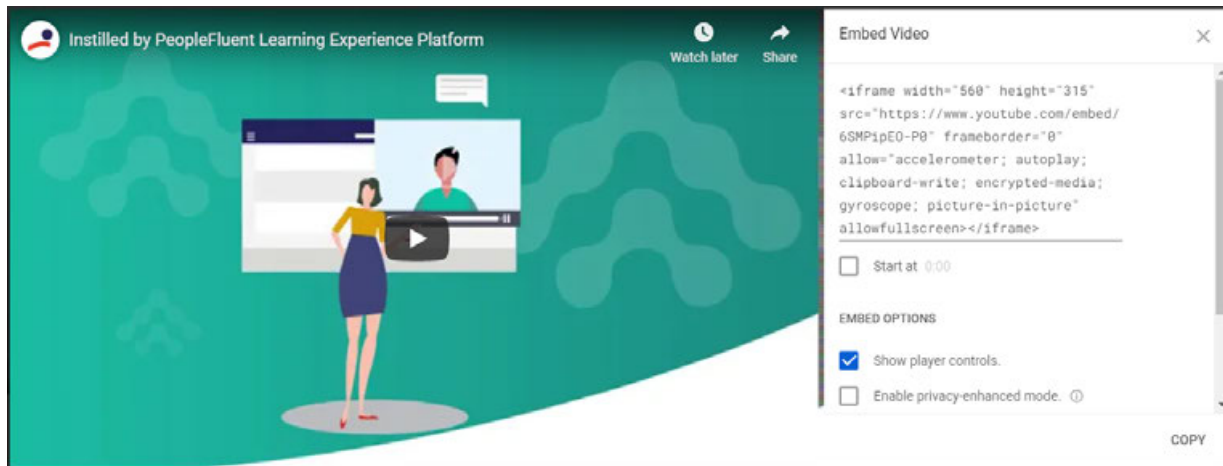 Instilled by PeopleFluent Learning Experience Platform
Watch later
Share
Embed Video
<iframe width="560" height="315"
src="https://www.youtube.com/embed/
6SMPipEO-P0" frameborder="0"
allow="accelerometer; autoplay;
clipboard-write; encrypted-media;
gyroscope; picture-in-picture"
allowfullscreen></iframe>
Start at 0:00
EMBED OPTIONS
Show player controls.
Enable privacy-enhanced mode.
COPY